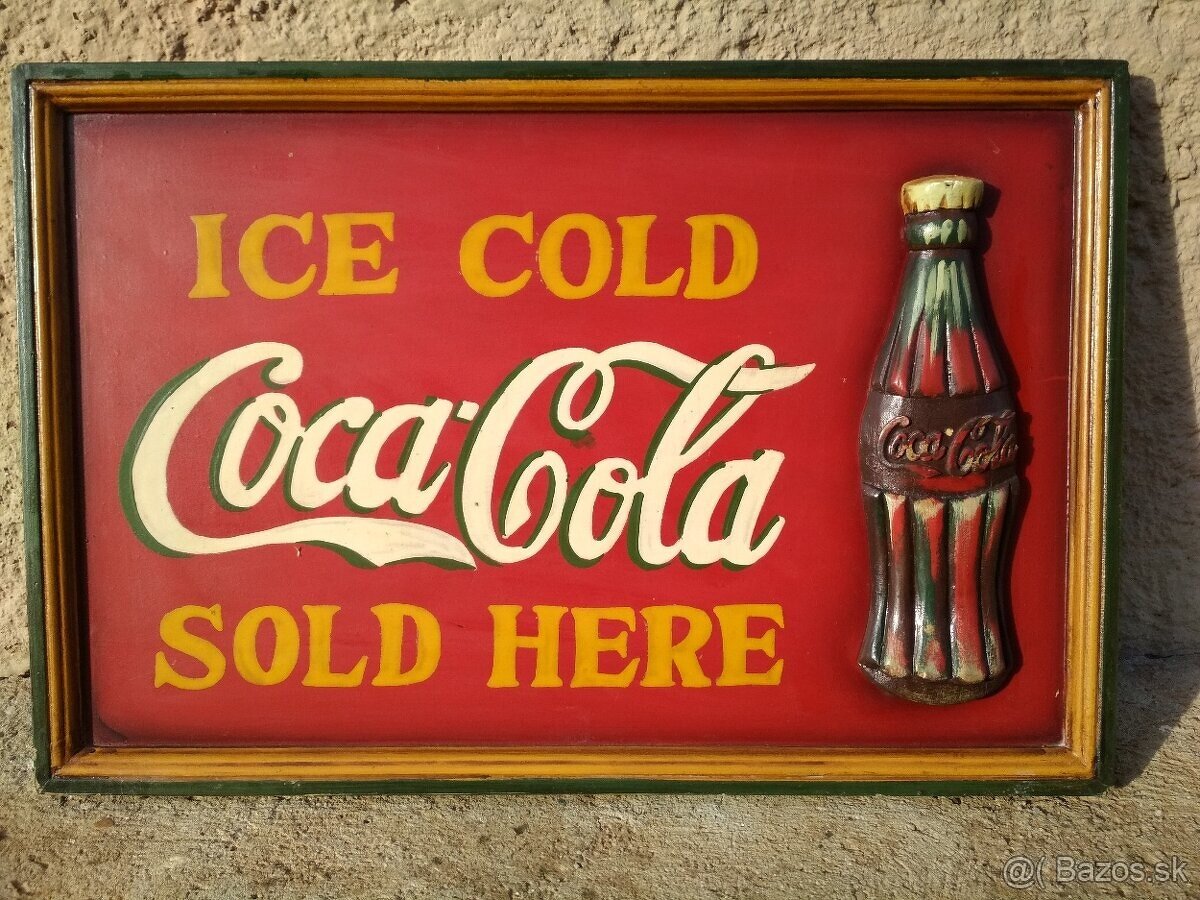 ICE COLD
Coca-Cola
SOLD HERE
Coca-Cola
@( Bazos.sk